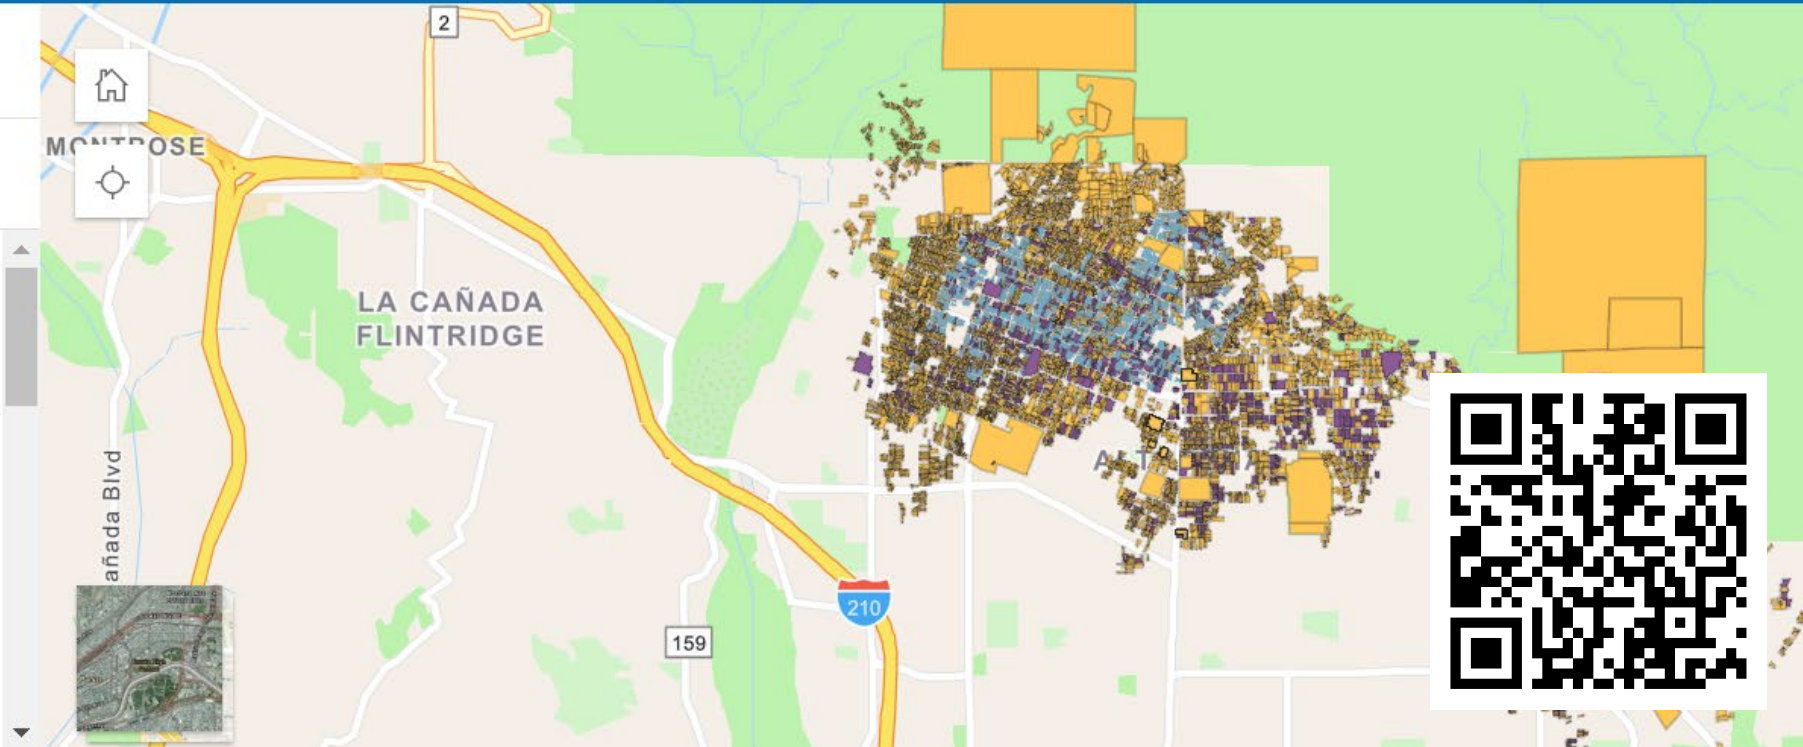 2
MONTROSE
LA CAÑADA
FLINTRIDGE
añada Blvd
210
159